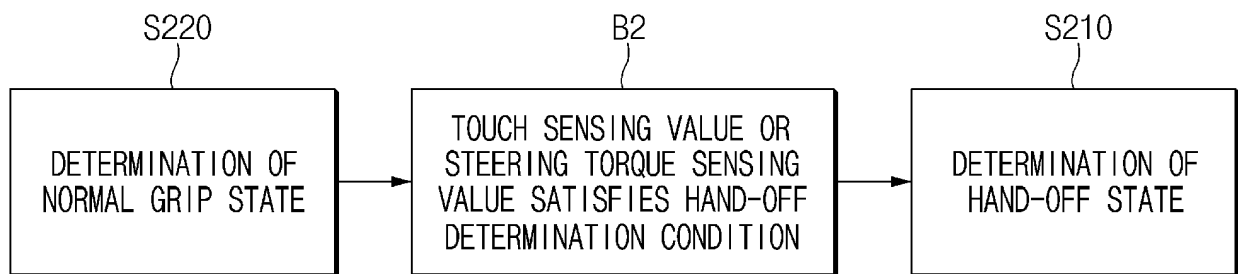 S220
B2
S210
DETERMINATION OF
NORMAL GRIP STATE
TOUCH SENSING VALUE OR
STEERING TORQUE SENSING
VALUE SATISFIES HAND-OFF
DETERMINATION CONDITION
DETERMINATION OF
HAND-OFF STATE